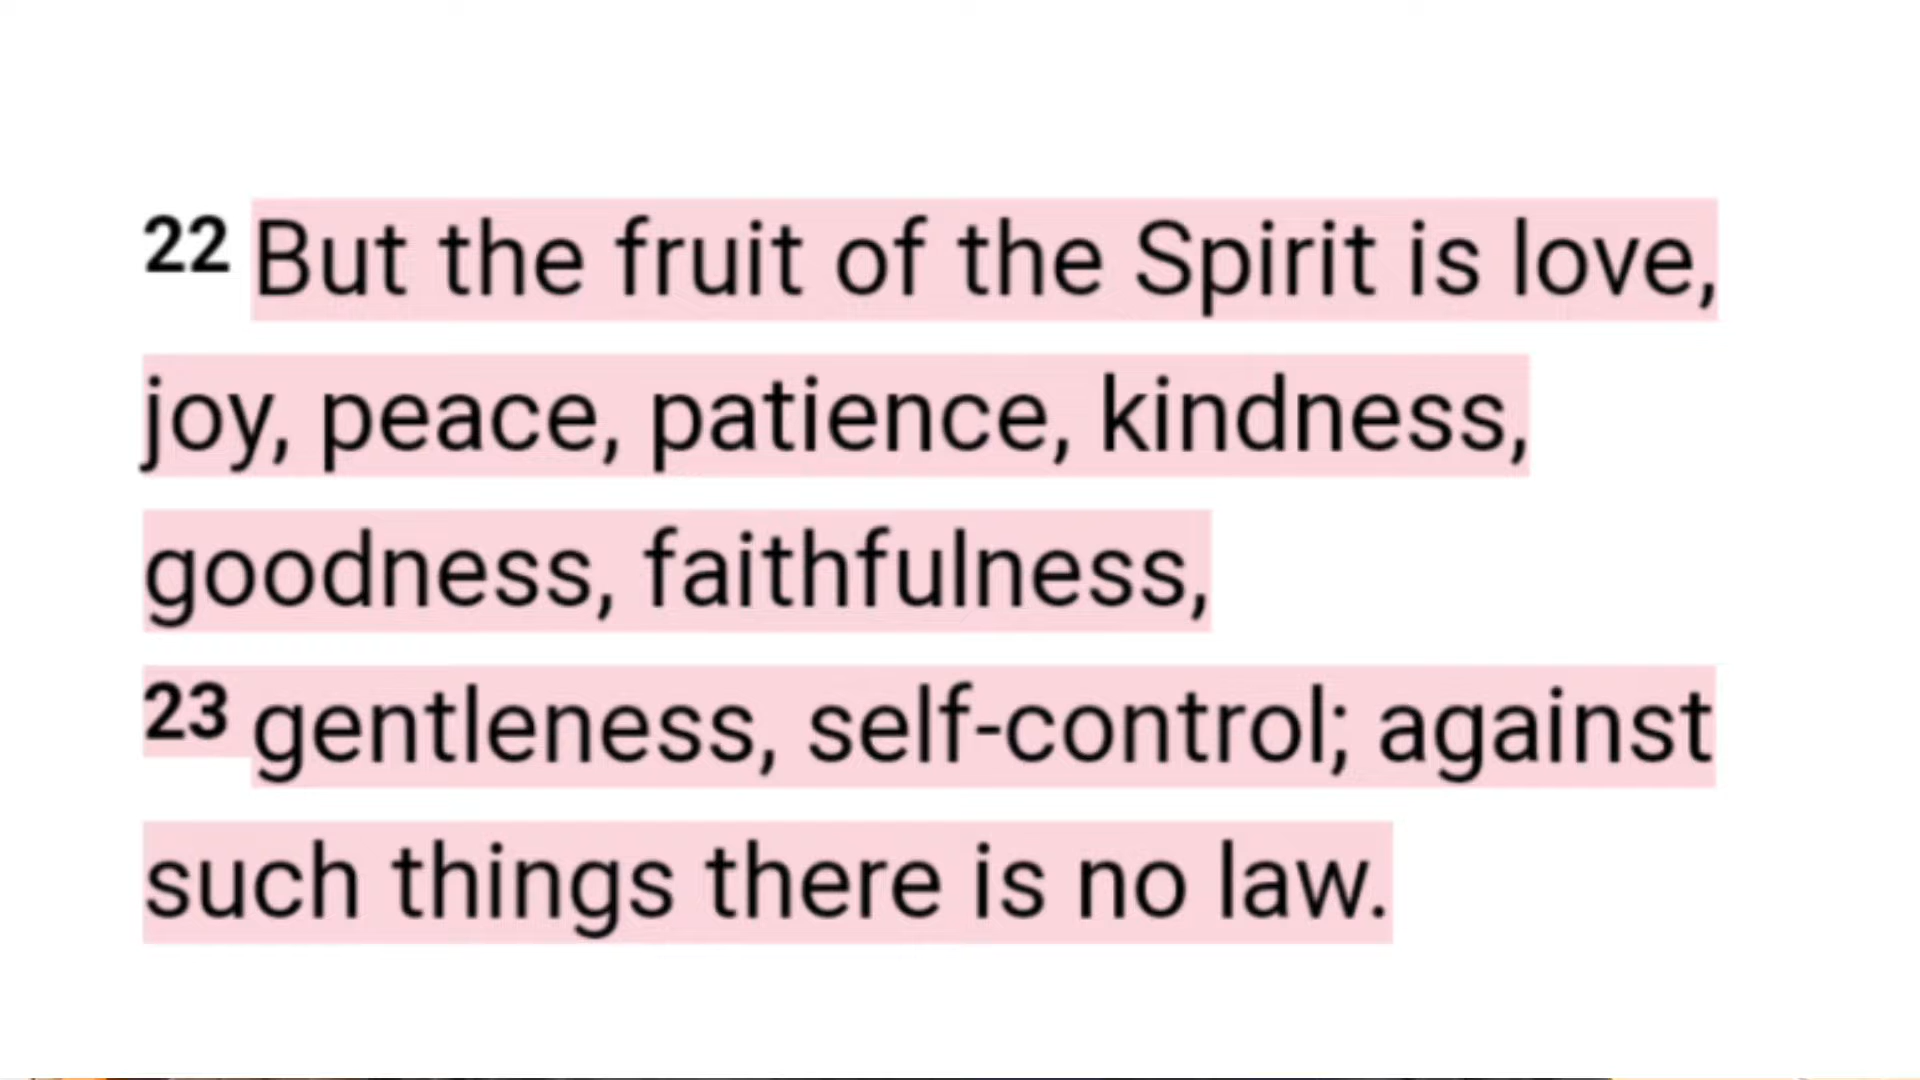 22 But the fruit of the Spirit is love,
joy, peace, patience, kindness,
goodness, faithfulness,
23 gentleness, self-control; against
such things there is no law.